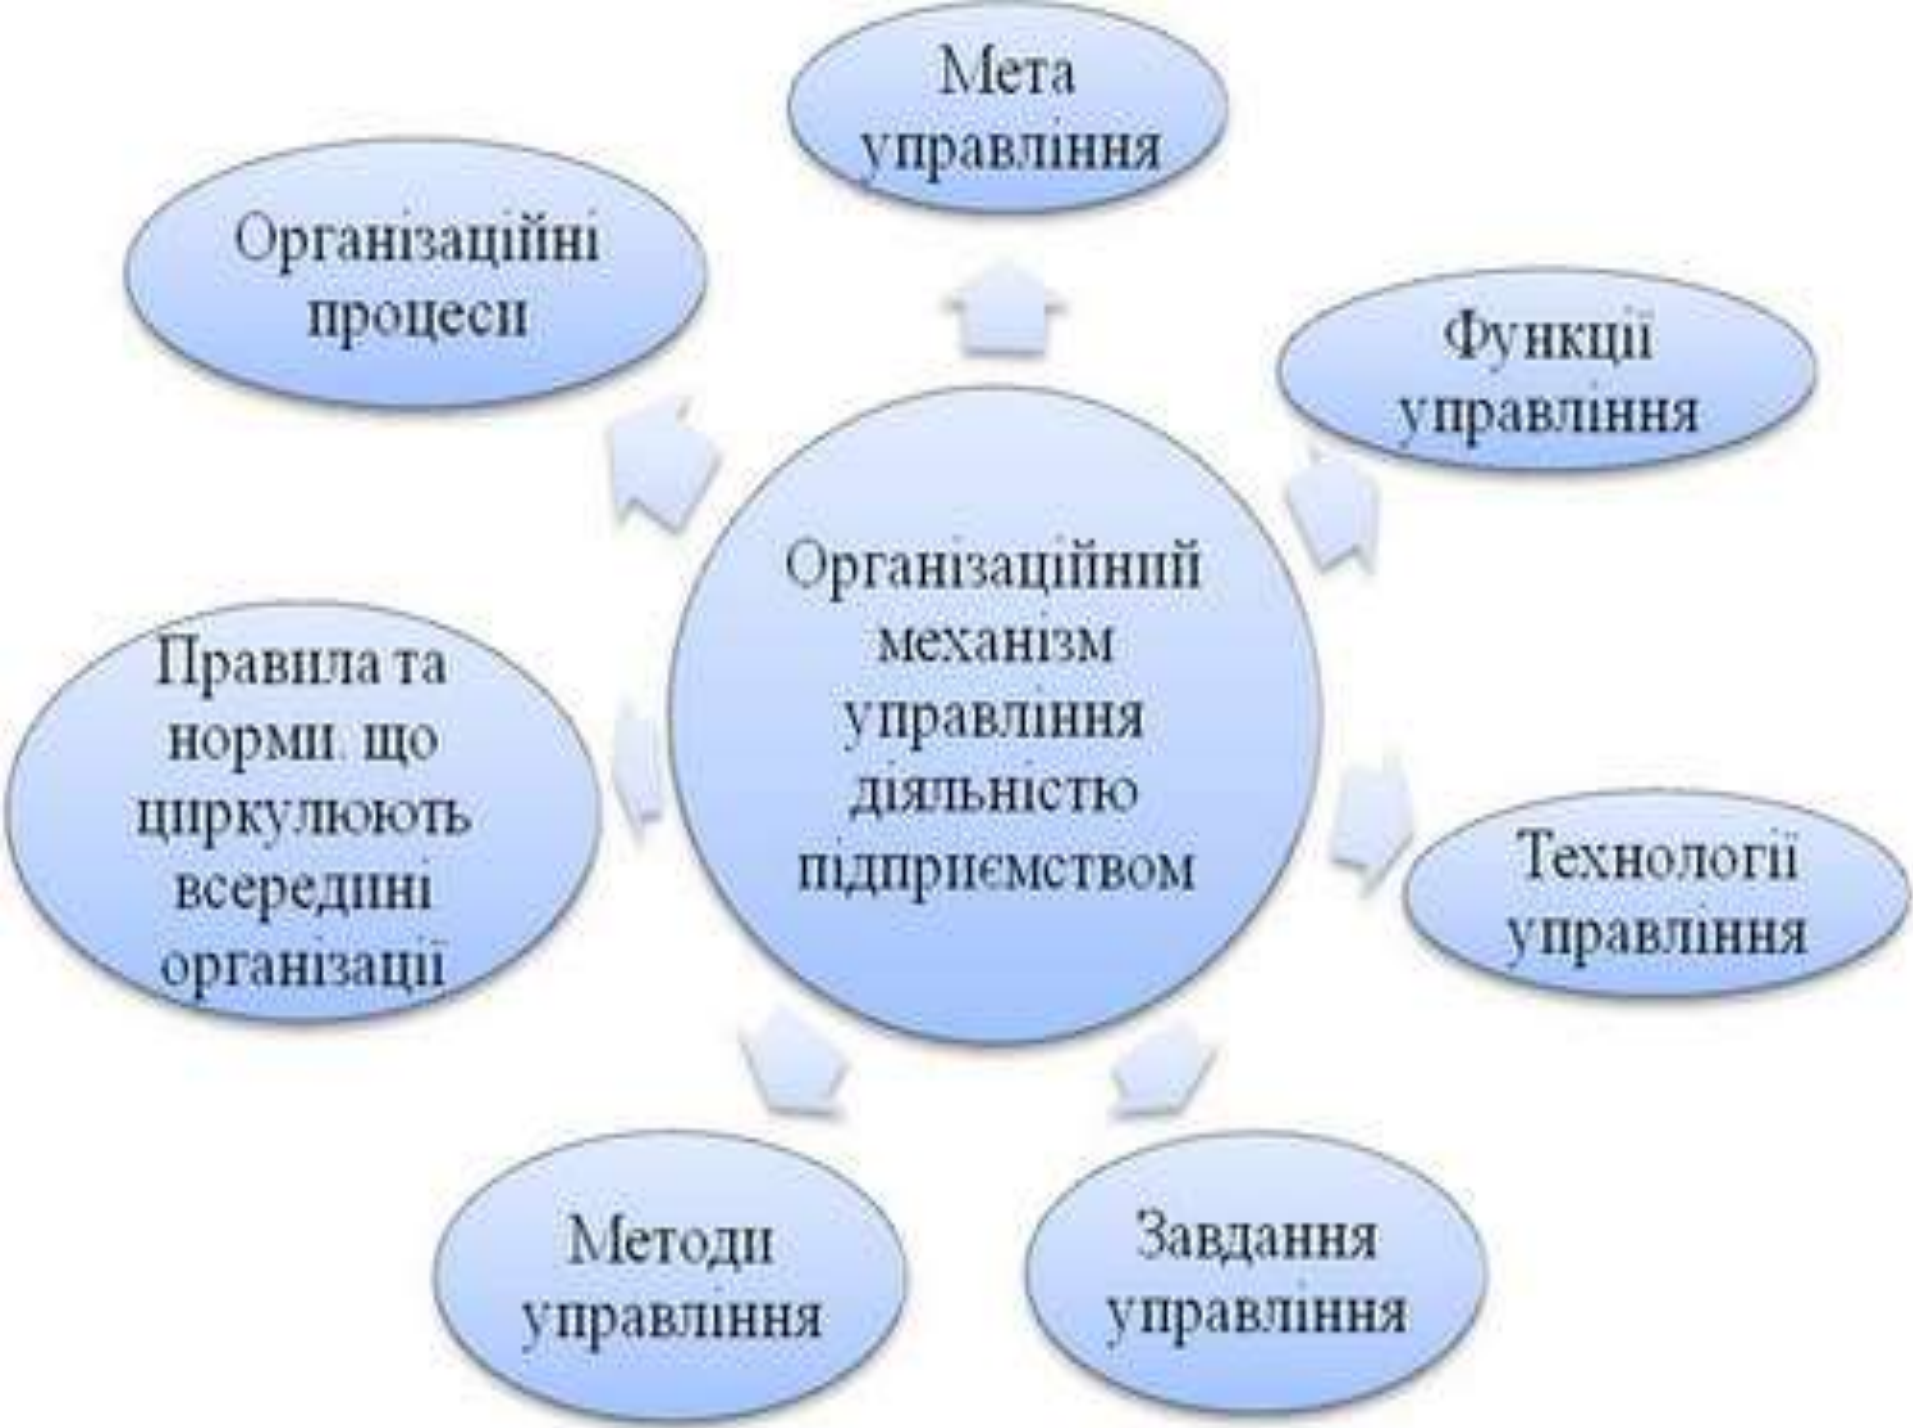 Мета
управління
Організаційні
процеси
Функції
управління
Організаційний
механізм
управління
діяльністю
підприємством
Правила та
норми, що
циркулюють
всередині
організації
Технології
управління
Методи
управління
Завдання
управління